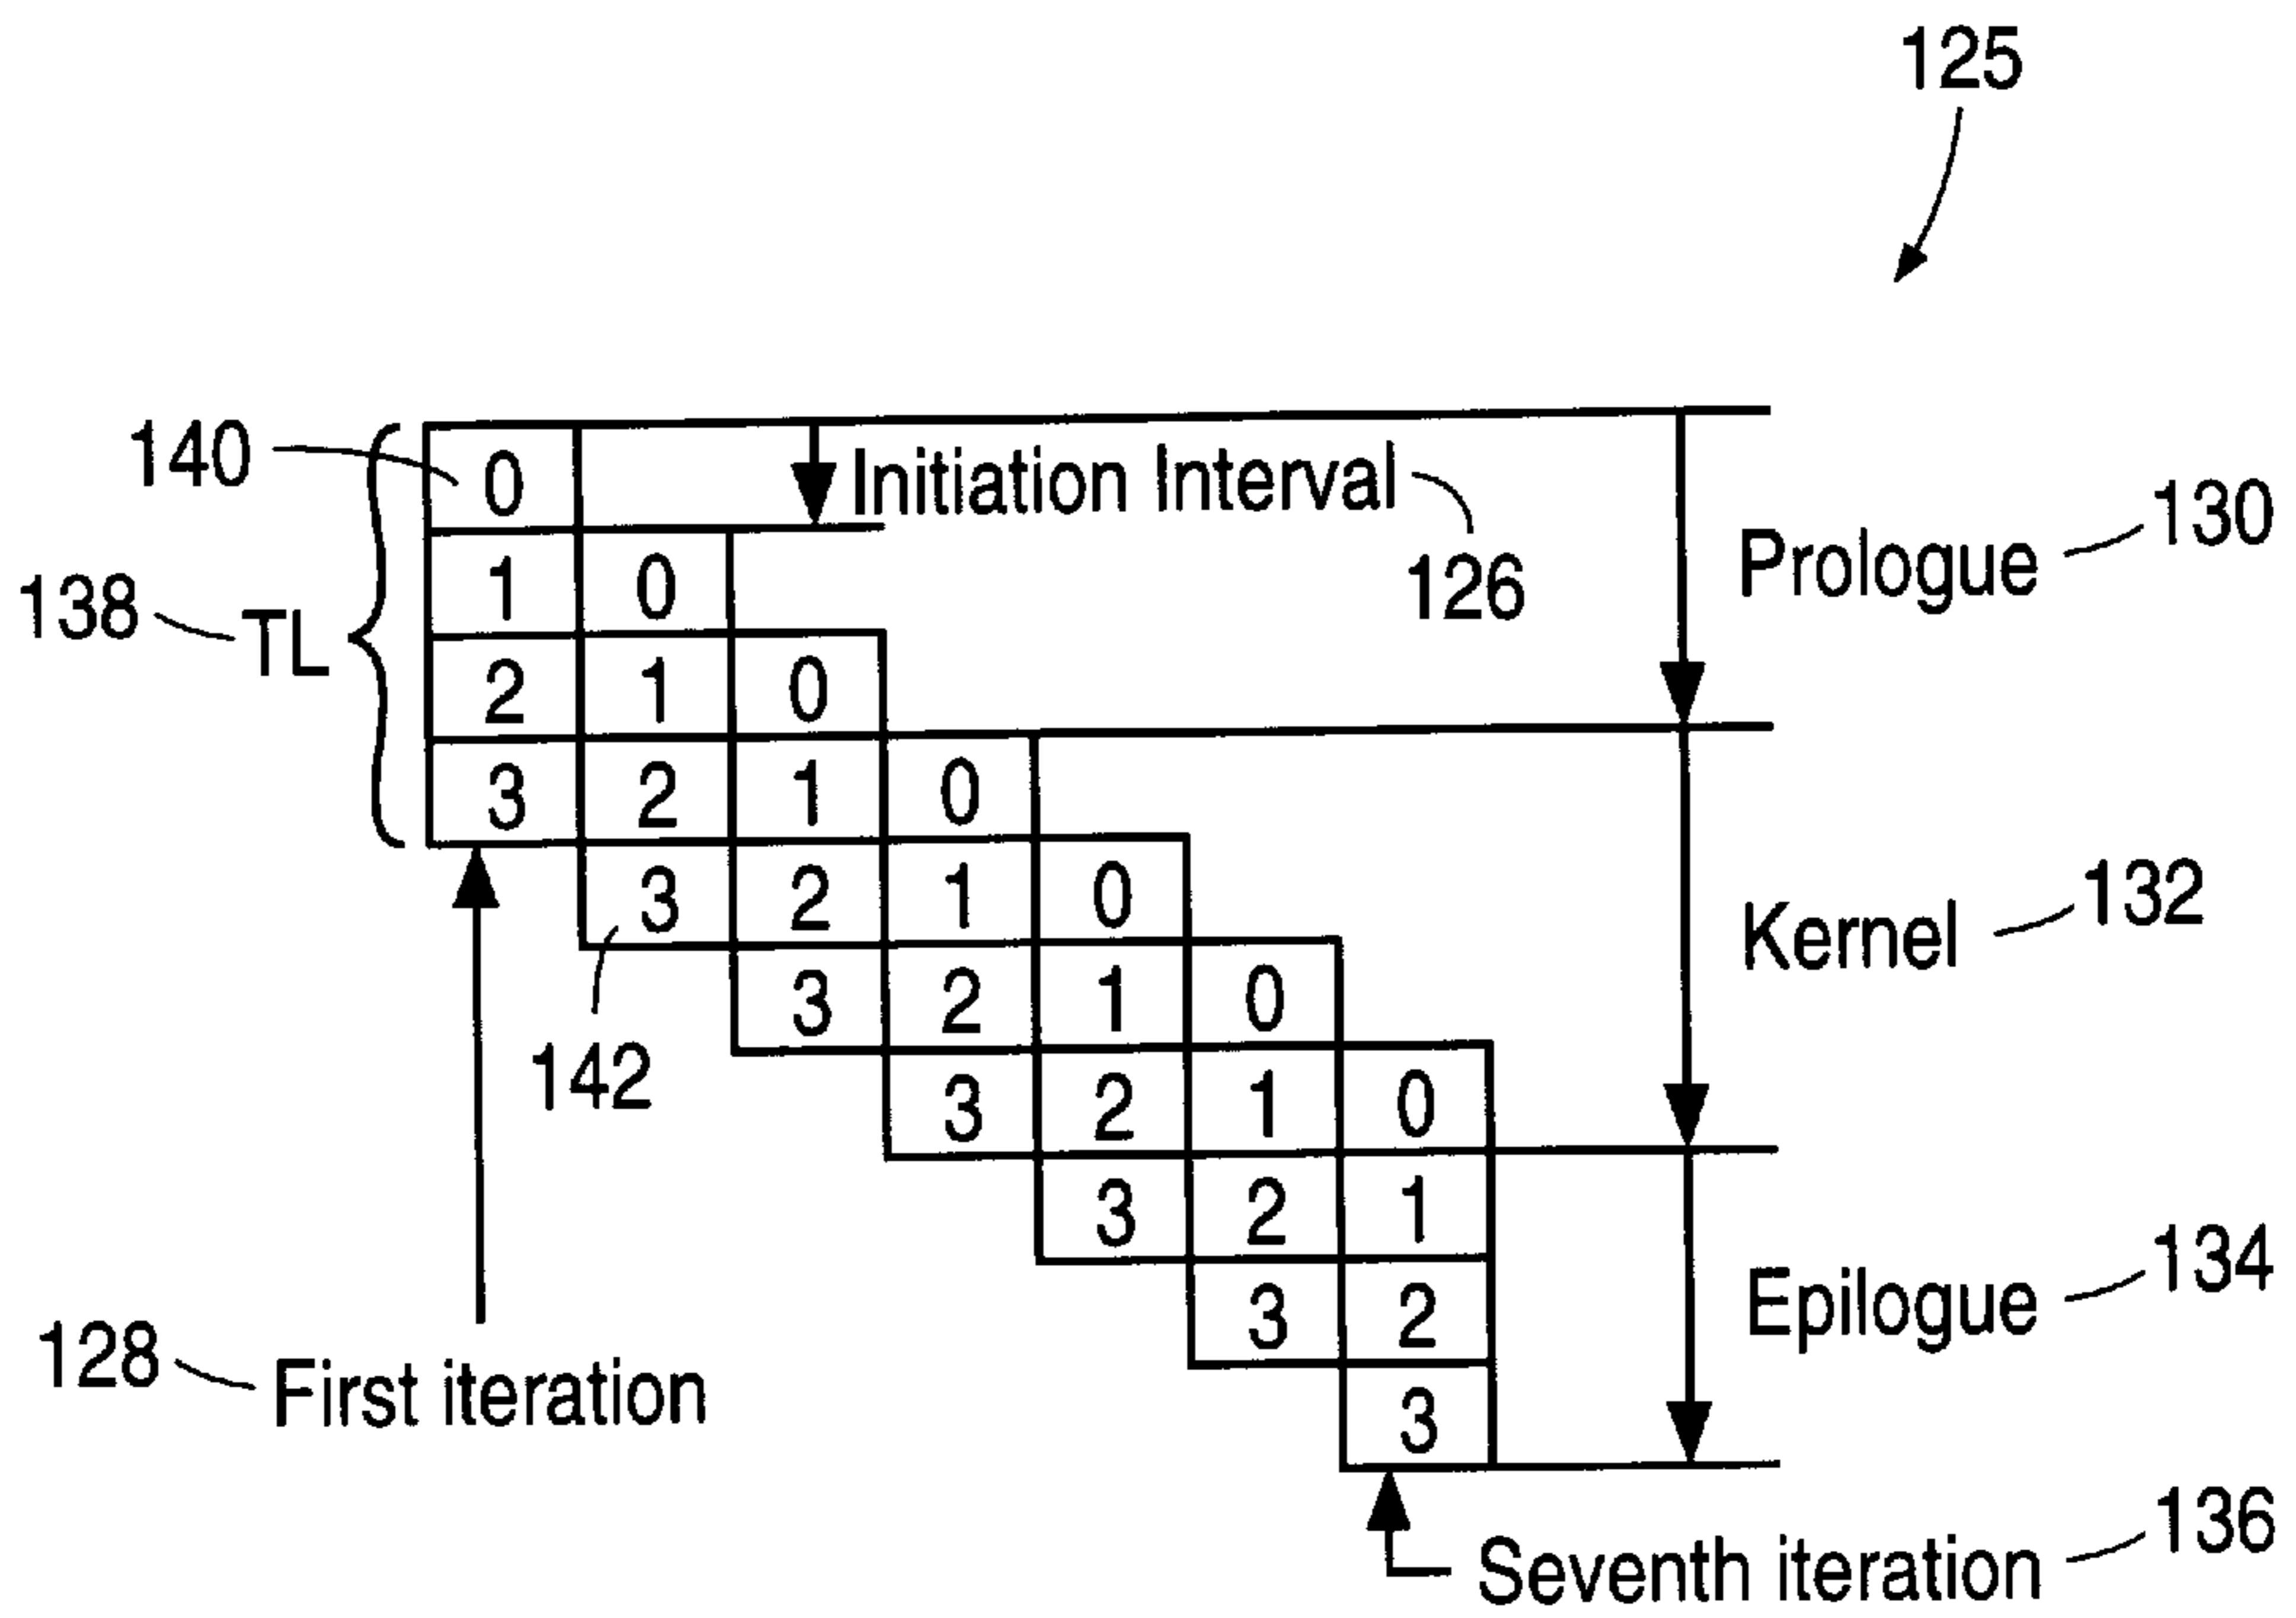 125
140 0 Initiation Interval 126 Prologue 130
1 0
138 TL 2 1 0
3 2 1 0
3 2 1 0 Kernel 132
142 3 2 1 0
3 2 1 0
3 2 1
3 2 Epilogue 134
128 First iteration 3
Seventh iteration 136